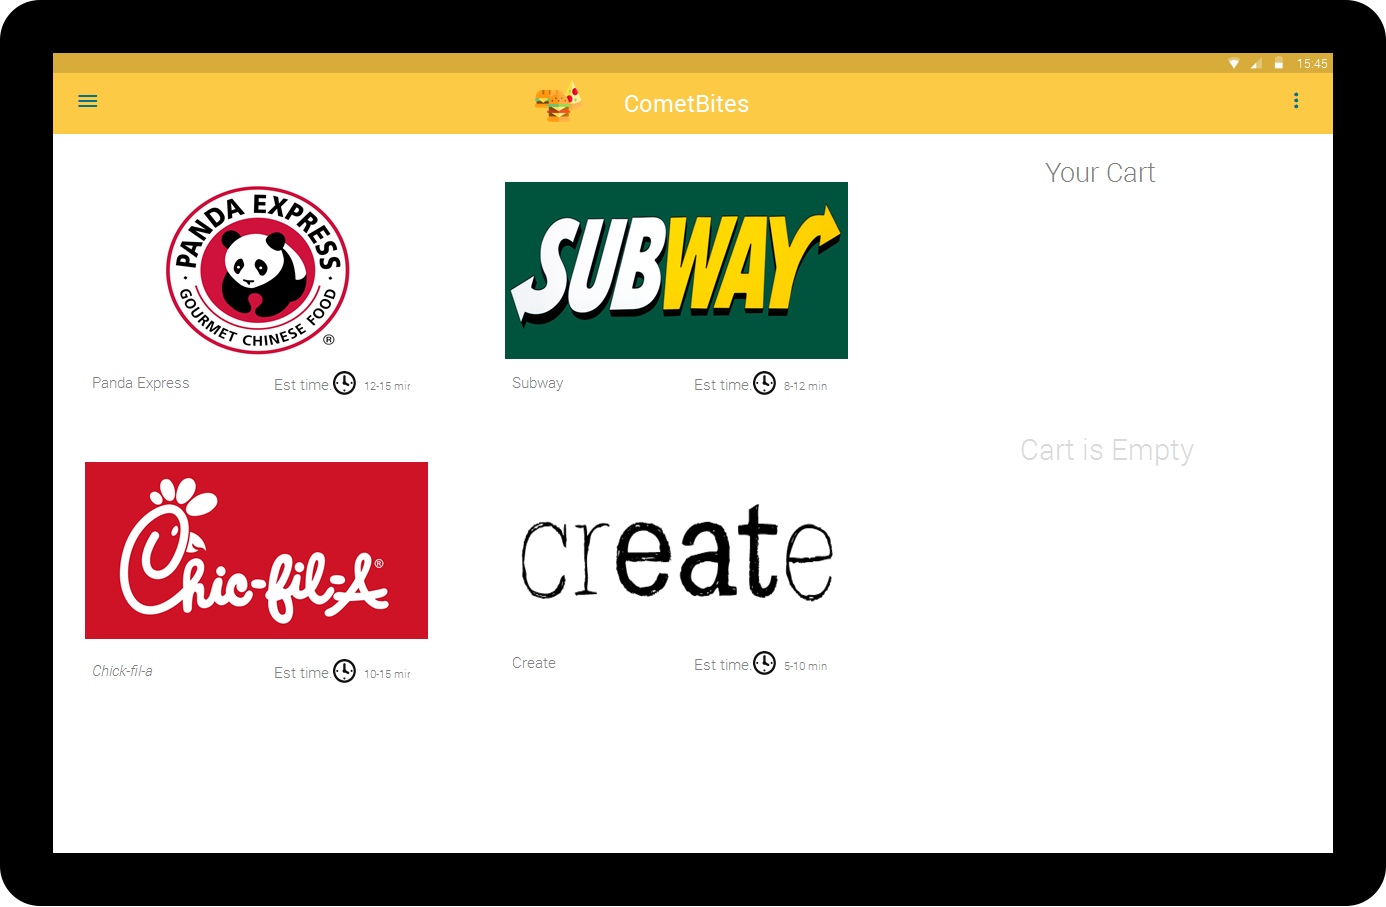 15:45
CometBites
Your Cart
PANDA EXPRESS
GOURMET CHINESE FOOD
®
SUBWAY
Panda Express
Est time.
12-15 mir
Subway
Est time.
8-12 min
Cart is Empty
Chic-fil-A®
create
Chick-fil-a
Est time.
10-15 mir
Create
Est time.
5-10 min